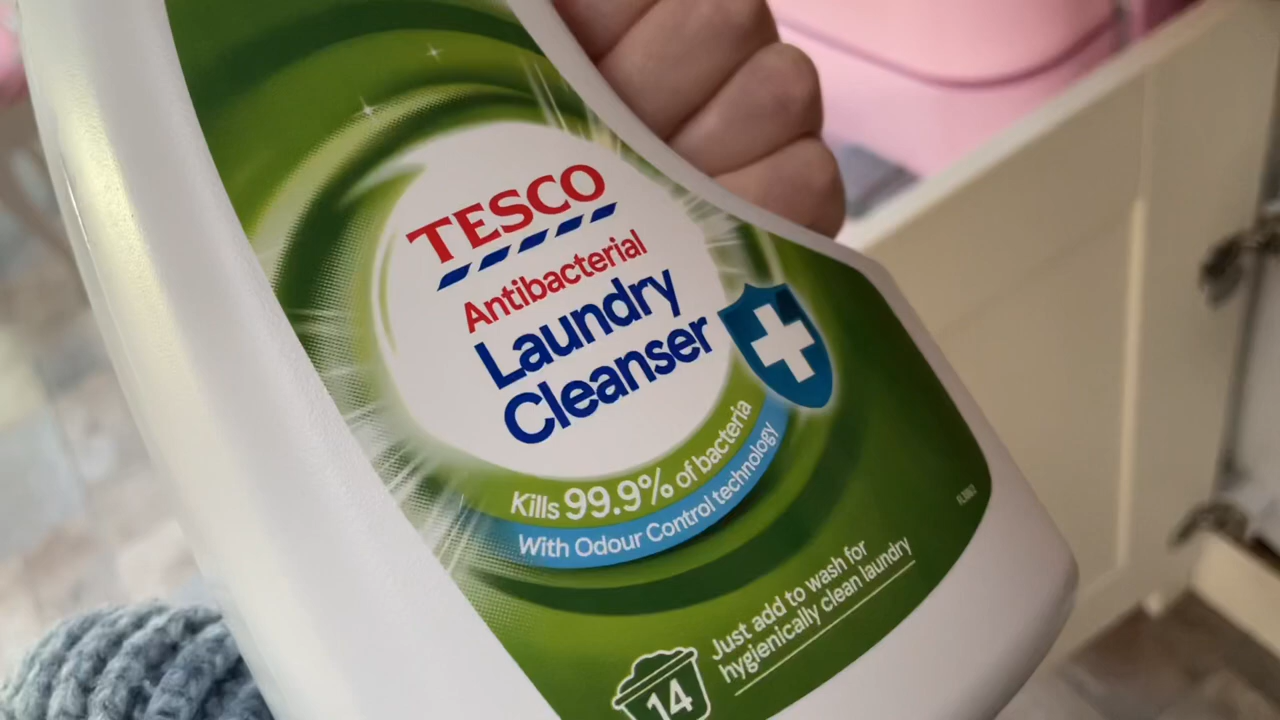 TESCO
Antibacterial
Laundry
Cleanser
Kills 99.9% of bacteria
With Odour Control technology
Just add to wash for
hygienically clean laundry
14